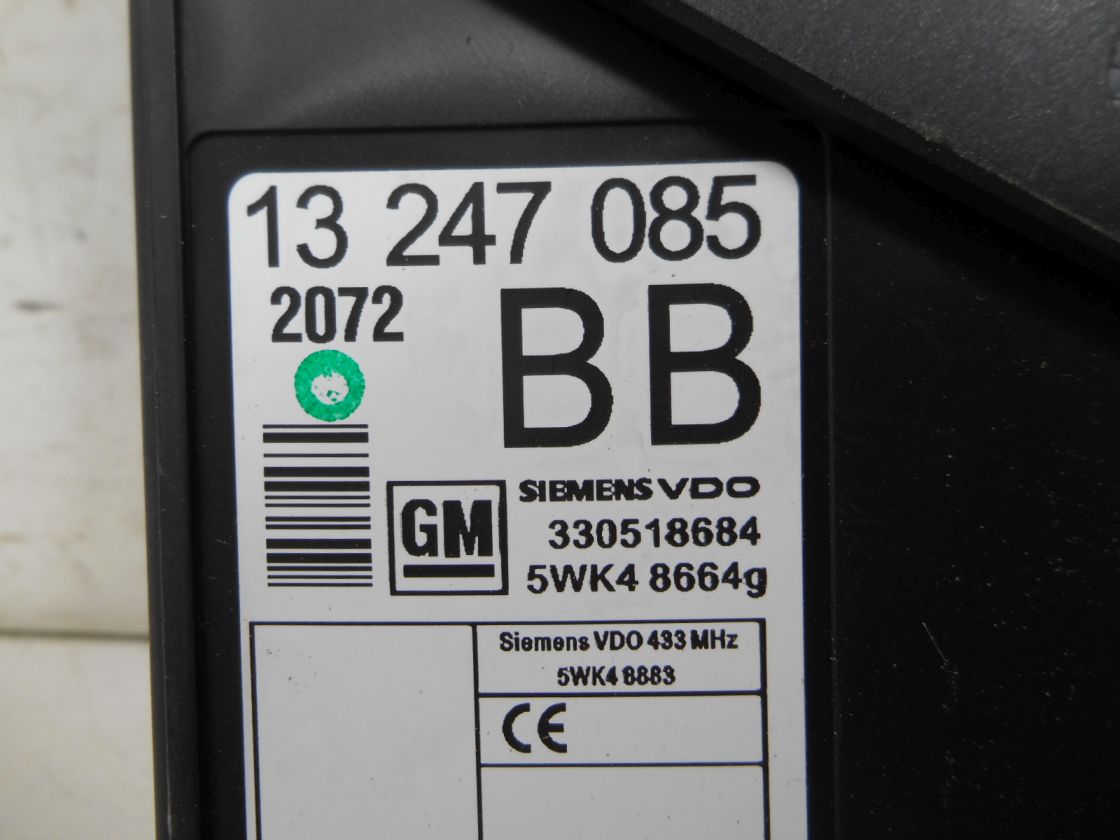 13 247 085
2072
BB
GM
SIEMENS VDO
330518684
5WK4 8664g
Siemens VDO 433 MHz
5WK4 8883
CE